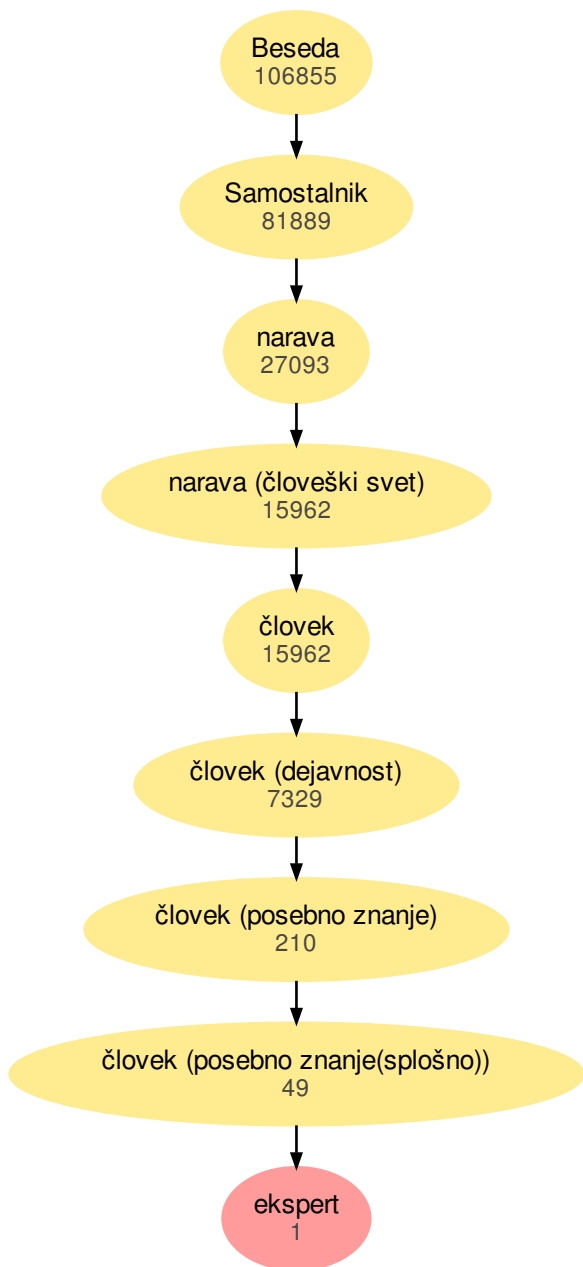 Beseda
106855
Samostalnik
81889
narava
27093
narava (človeški svet)
15962
človek
15962
človek (dejavnost)
7329
človek (posebno znanje)
210
človek (posebno znanje(splošno))
49
ekspert
1